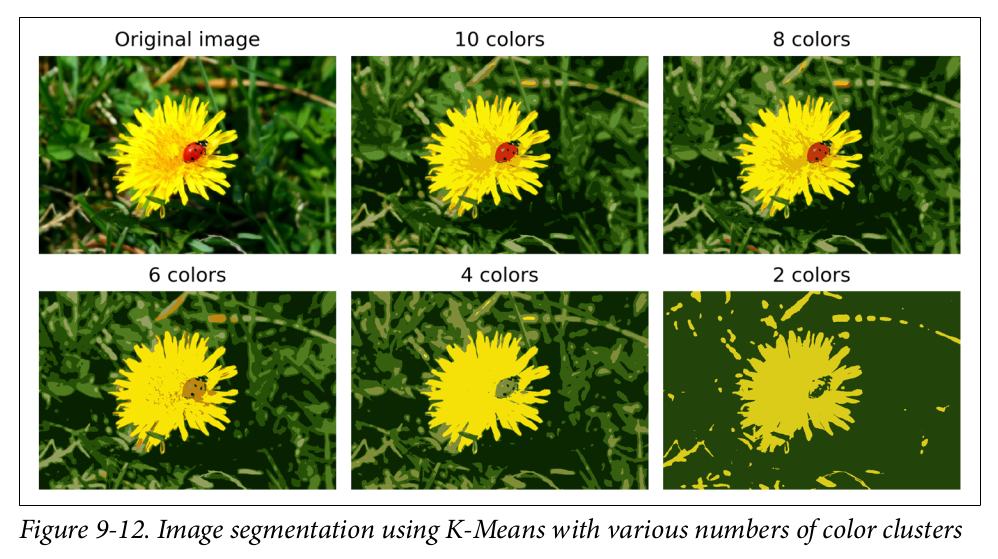 Original image
10 colors
8 colors
6 colors
4 colors
2 colors
Figure 9-12. Image segmentation using K-Means with various numbers of color clusters